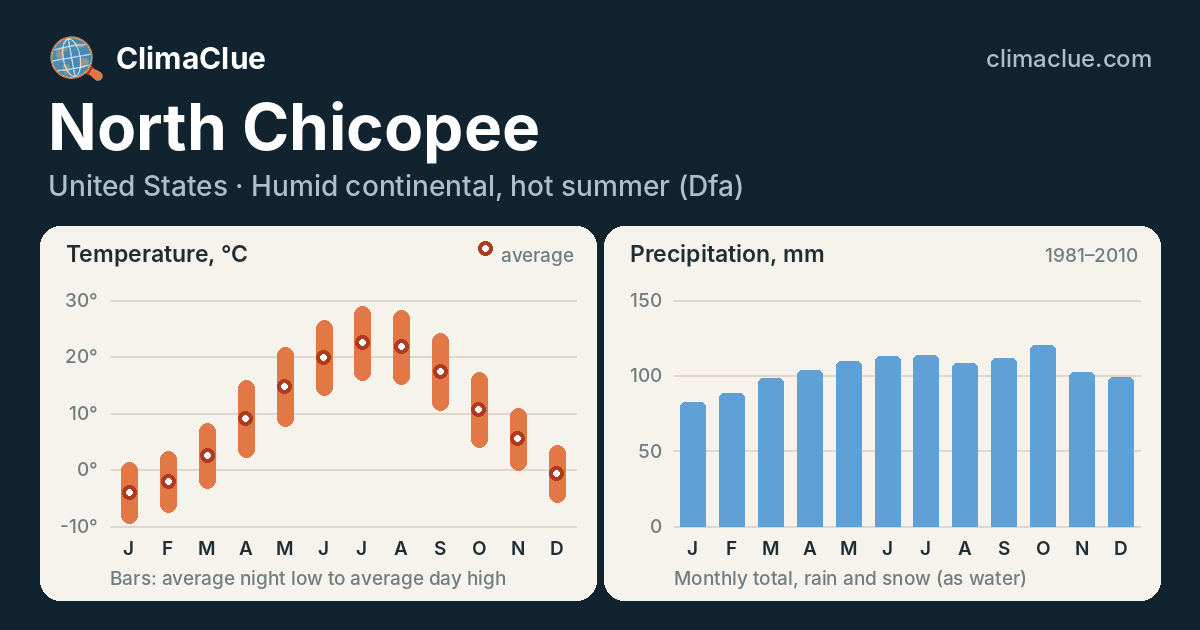 ClimaClue
climaclue.com
North Chicopee
United States · Humid continental, hot summer (Dfa)
Temperature, °C
average
30°
20°
10°
0°
-10°
J F M A M J J A S O N D
Bars: average night low to average day high
Precipitation, mm
1981–2010
150
100
50
0
J F M A M J J A S O N D
Monthly total, rain and snow (as water)